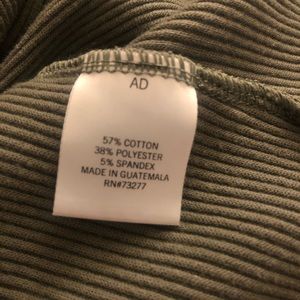 AD
57% COTTON
38% POLYESTER
5% SPANDEX
MADE IN GUATEMALA
RN#73277